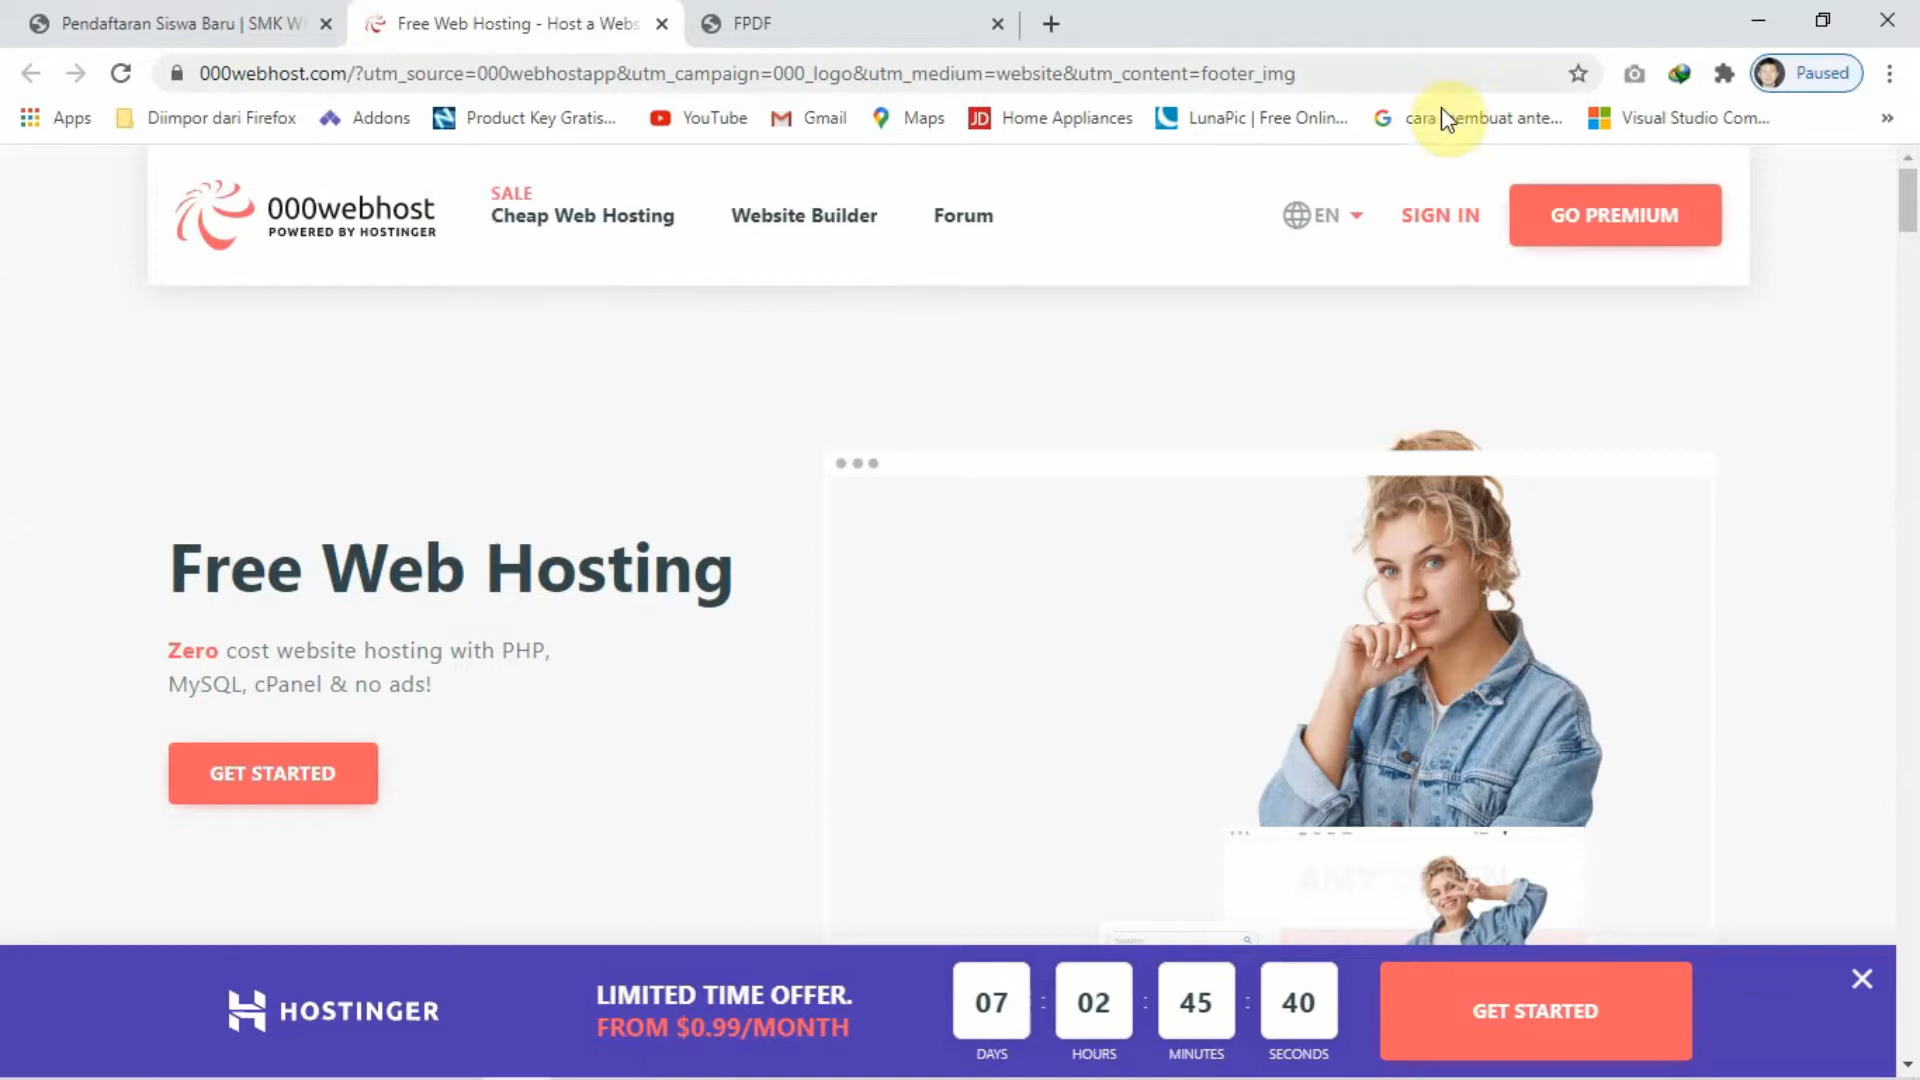 Pendaftaran Siswa Baru | SMK W
Free Web Hosting - Host a Webs
FPDF
000webhost.com/?utm_source=000webhostapp&utm_campaign=000_logo&utm_medium=website&utm_content=footer_img
Paused
Apps
Diimpor dari Firefox
Addons
Product Key Gratis...
YouTube
Gmail
Maps
JD
Home Appliances
LunaPic | Free Onlin...
cara membuat ante...
Visual Studio Com...
»
000webhost
POWERED BY HOSTINGER
SALE
Cheap Web Hosting
Website Builder
Forum
EN
SIGN IN
GO PREMIUM
Free Web Hosting
Zero cost website hosting with PHP,
MySQL, cPanel & no ads!
GET STARTED
HOSTINGER
LIMITED TIME OFFER.
FROM $0.99/MONTH
07 : 02 : 45 : 40
DAYS HOURS MINUTES SECONDS
GET STARTED